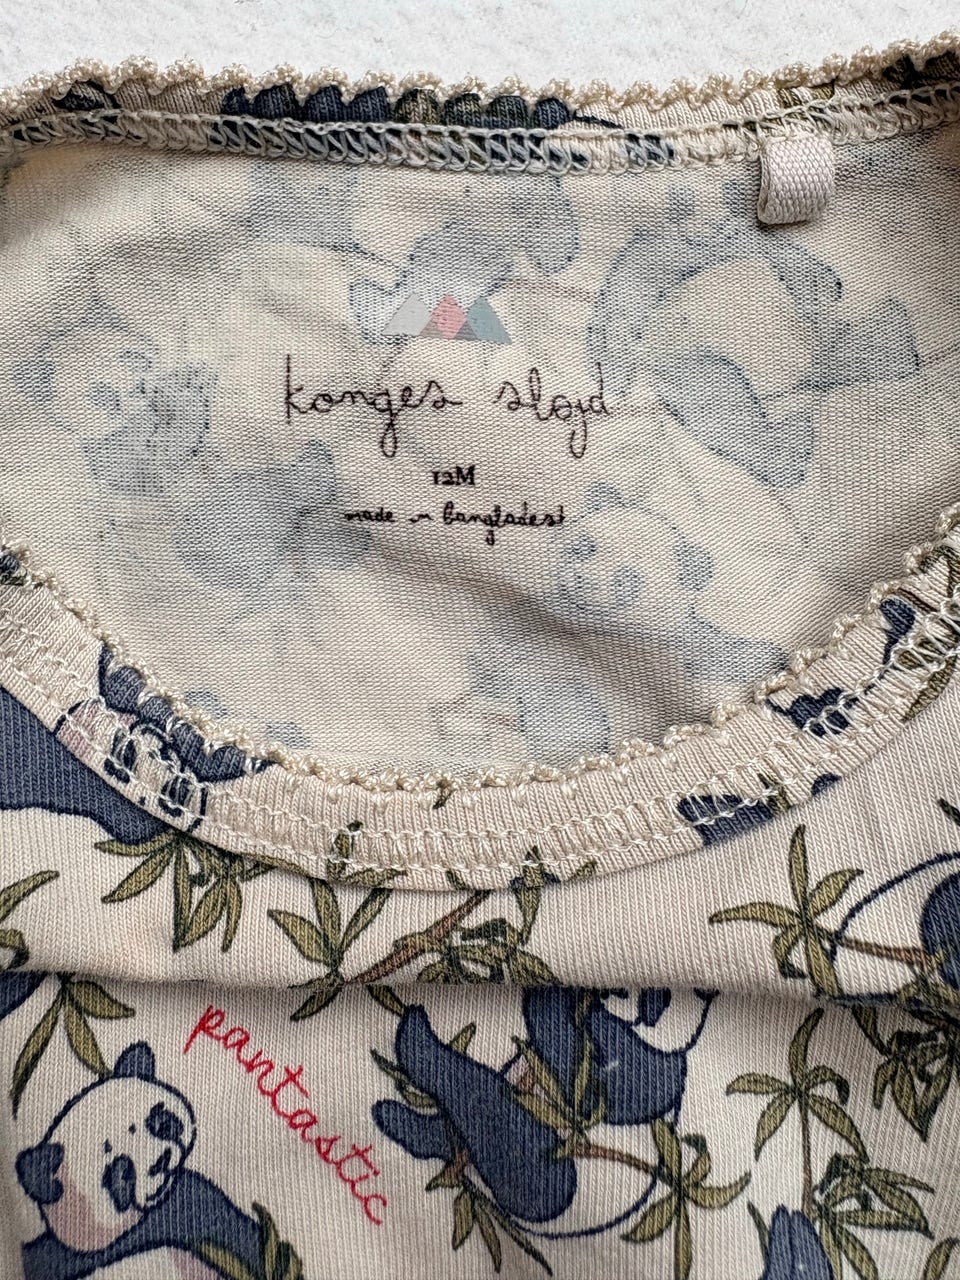 konges sløjd
12M
made in bangladesh
pantastic